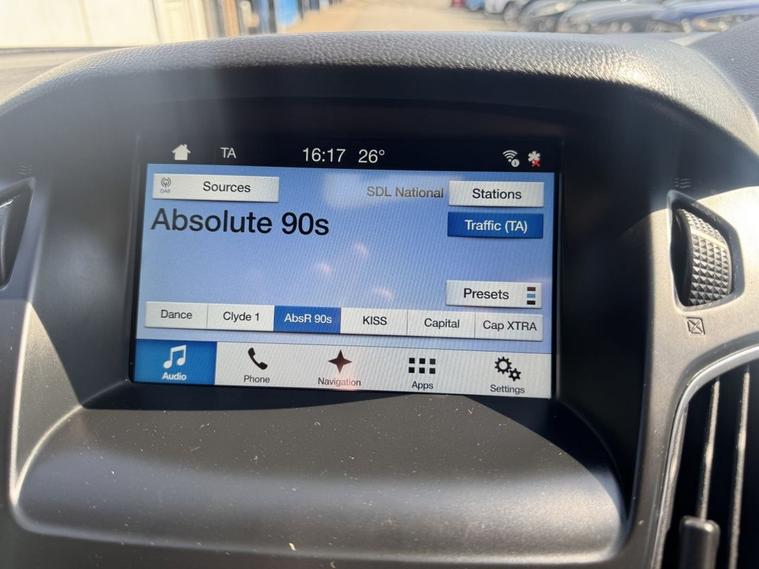 TA 16:17 26°
DAB Sources
SDL National
Stations
Absolute 90s
Traffic (TA)
Presets
Dance Clyde 1 AbsR 90s KISS Capital Cap XTRA
Audio Phone Navigation Apps Settings